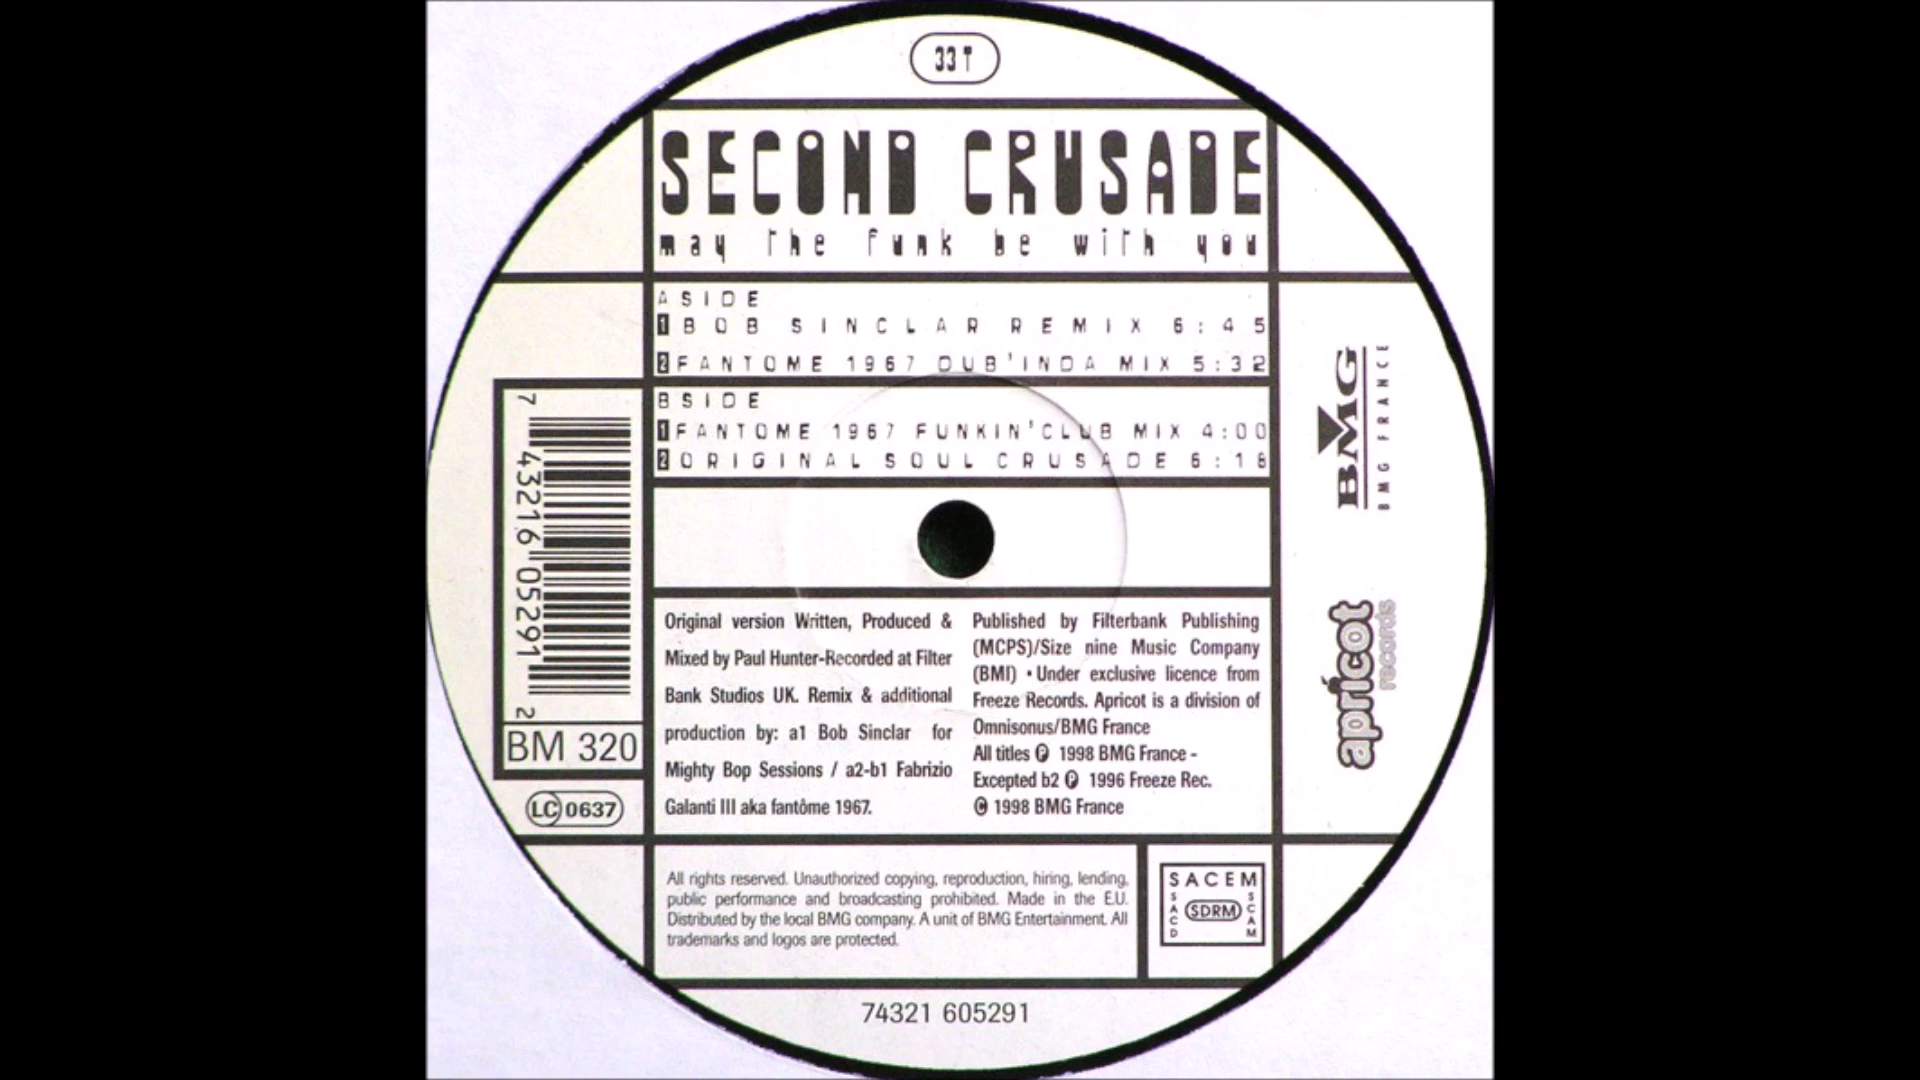 33 T
SECOND CRUSADE
may the funk be with you
A SIDE
1 BOB SINCLAR REMIX 6:45
2 FANTOME 1967 DUB'INDA MIX 5:32
B SIDE
1 FANTOME 1967 FUNKIN'CLUB MIX 4:00
2 ORIGINAL SOUL CRUSADE 6:18
7 43216 05291 2
BM 320
LC 0637
Original version Written, Produced &
Mixed by Paul Hunter-Recorded at Filter
Bank Studios UK. Remix & additional
production by: a1 Bob Sinclar for
Mighty Bop Sessions / a2-b1 Fabrizio
Galanti III aka fantôme 1967.
Published by Filterbank Publishing
(MCPS)/Size nine Music Company
(BMI) • Under exclusive licence from
Freeze Records. Apricot is a division of
Omnisonus/BMG France
All titles Ⓟ 1998 BMG France -
Excepted b2 Ⓟ 1996 Freeze Rec.
© 1998 BMG France
BMG
BMG FRANCE
apricot
records
All rights reserved. Unauthorized copying, reproduction, hiring, lending,
public performance and broadcasting prohibited. Made in the E.U.
Distributed by the local BMG company. A unit of BMG Entertainment. All
trademarks and logos are protected.
SACEM
SACD
SDRM
SCAM
74321 605291